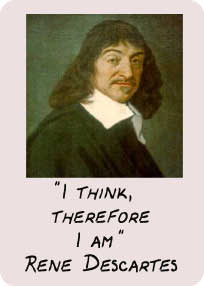 "I THINK,
THEREFORE
I AM"
RENE DESCARTES